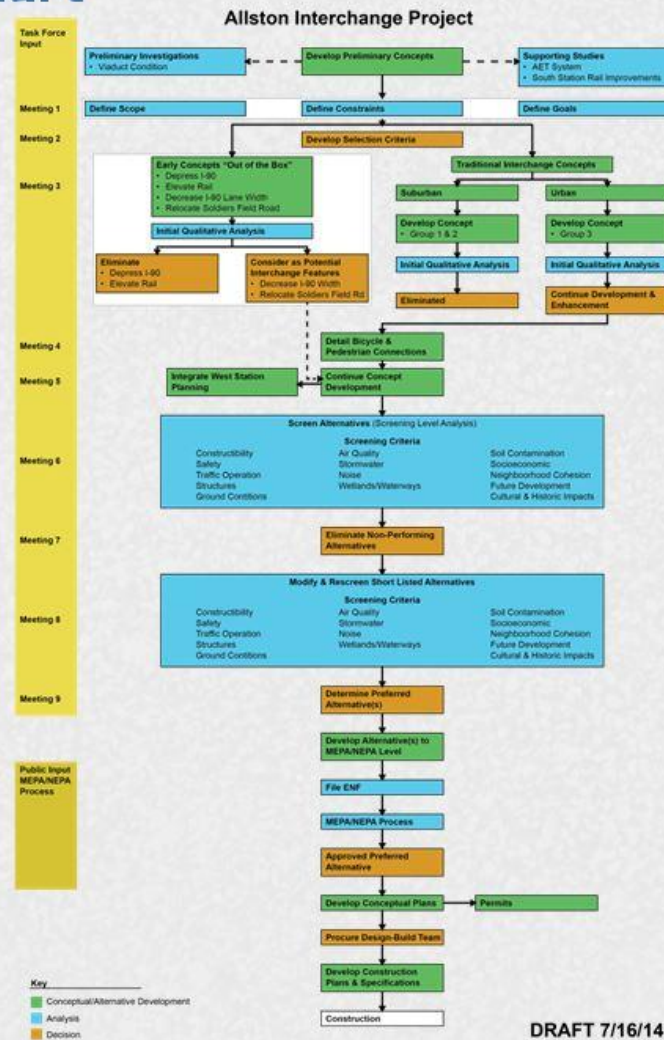 Allston Interchange Project
Task Force
Input
Preliminary Investigations
• Viaduct Condition
Develop Preliminary Concepts
Supporting Studies
• AET System
• South Station Rail Improvements
Meeting 1
Define Scope
Define Constraints
Define Goals
Meeting 2
Develop Selection Criteria
Meeting 3
Early Concepts "Out of the Box"
• Depress I-90
• Elevate Rail
• Decrease I-90 Lane Width
• Relocate Soldiers Field Road
Traditional Interchange Concepts
Suburban
Urban
Develop Concept
• Group 1 & 2
Develop Concept
• Group 3
Initial Qualitative Analysis
Initial Qualitative Analysis
Initial Qualitative Analysis
Eliminate
• Depress I-90
• Elevate Rail
Consider as Potential
Interchange Features
• Decrease I-90 Width
• Relocate Soldiers Field Rd
Eliminated
Continue Development &
Enhancement
Meeting 4
Detail Bicycle &
Pedestrian Connections
Meeting 5
Integrate West Station
Planning
Continue Concept
Development
Meeting 6
Screen Alternatives (Screening Level Analysis)
Screening Criteria
Constructibility
Safety
Traffic Operation
Structures
Ground Contitions
Air Quality
Stormwater
Noise
Wetlands/Waterways
Soil Contamination
Socioeconomic
Neighborhood Cohesion
Future Development
Cultural & Historic Impacts
Meeting 7
Eliminate Non-Performing
Alternatives
Meeting 8
Modify & Rescreen Short Listed Alternatives
Screening Criteria
Constructibility
Safety
Traffic Operation
Structures
Ground Contitions
Air Quality
Stormwater
Noise
Wetlands/Waterways
Soil Contamination
Socioeconomic
Neighborhood Cohesion
Future Development
Cultural & Historic Impacts
Meeting 9
Determine Preferred
Alternative(s)
Develop Alternative(s) to
MEPA/NEPA Level
Public Input
MEPA/NEPA
Process
File ENF
MEPA/NEPA Process
Approved Preferred
Alternative
Develop Conceptual Plans
Permits
Procure Design-Build Team
Develop Construction
Plans & Specifications
Construction
Key
Conceptual/Alternative Development
Analysis
Decision
DRAFT 7/16/14